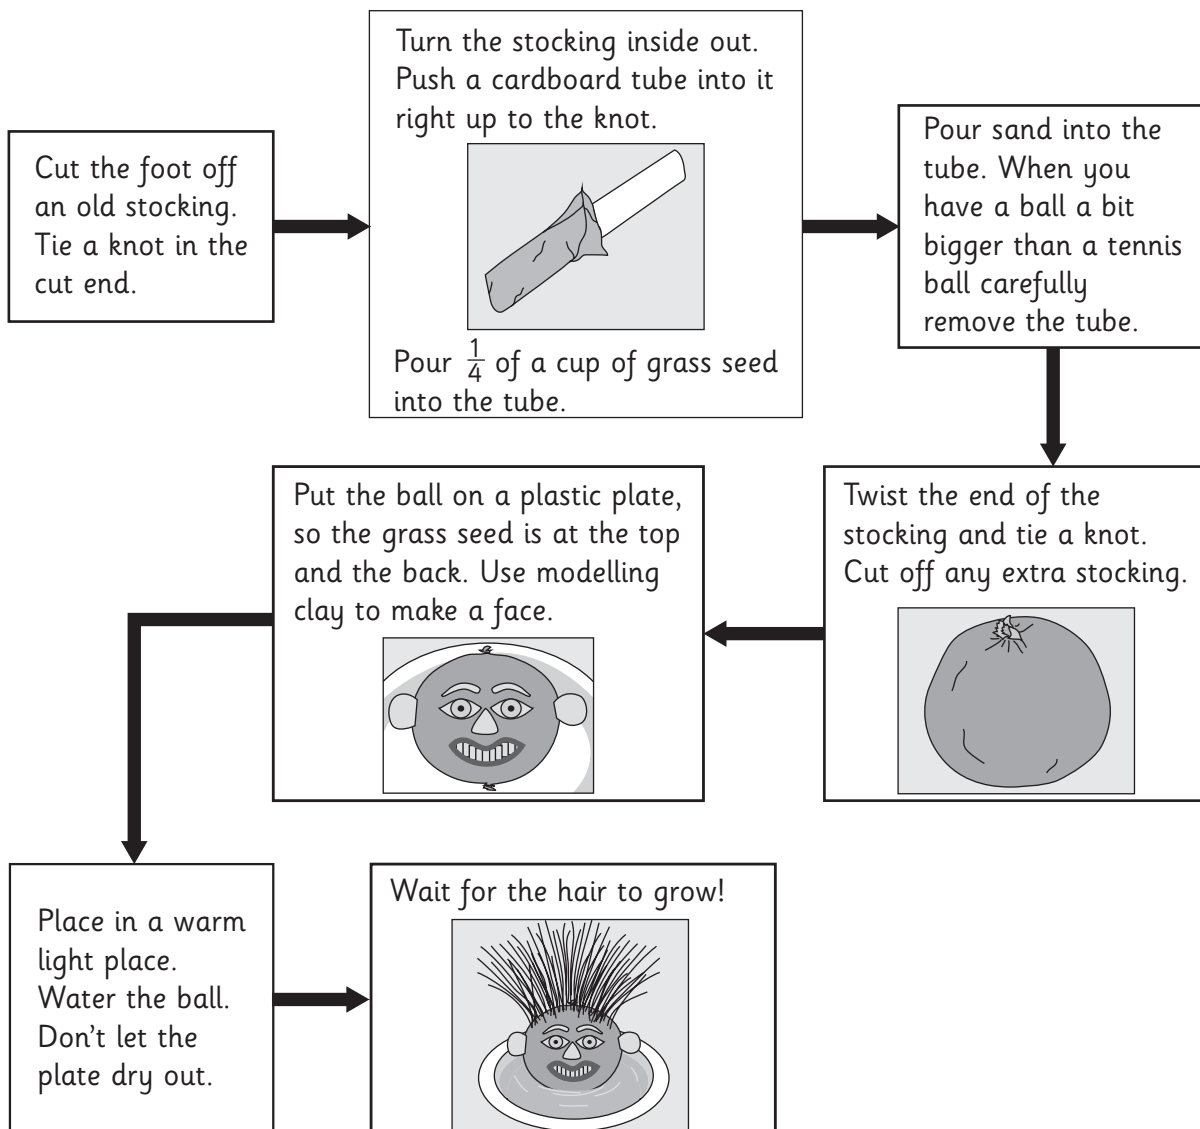 Cut the foot off
an old stocking.
Tie a knot in the
cut end.
Turn the stocking inside out.
Push a cardboard tube into it
right up to the knot.
Pour 1/4 of a cup of grass seed
into the tube.
Pour sand into the
tube. When you
have a ball a bit
bigger than a tennis
ball carefully
remove the tube.
Twist the end of the
stocking and tie a knot.
Cut off any extra stocking.
Put the ball on a plastic plate,
so the grass seed is at the top
and the back. Use modelling
clay to make a face.
Place in a warm
light place.
Water the ball.
Don't let the
plate dry out.
Wait for the hair to grow!